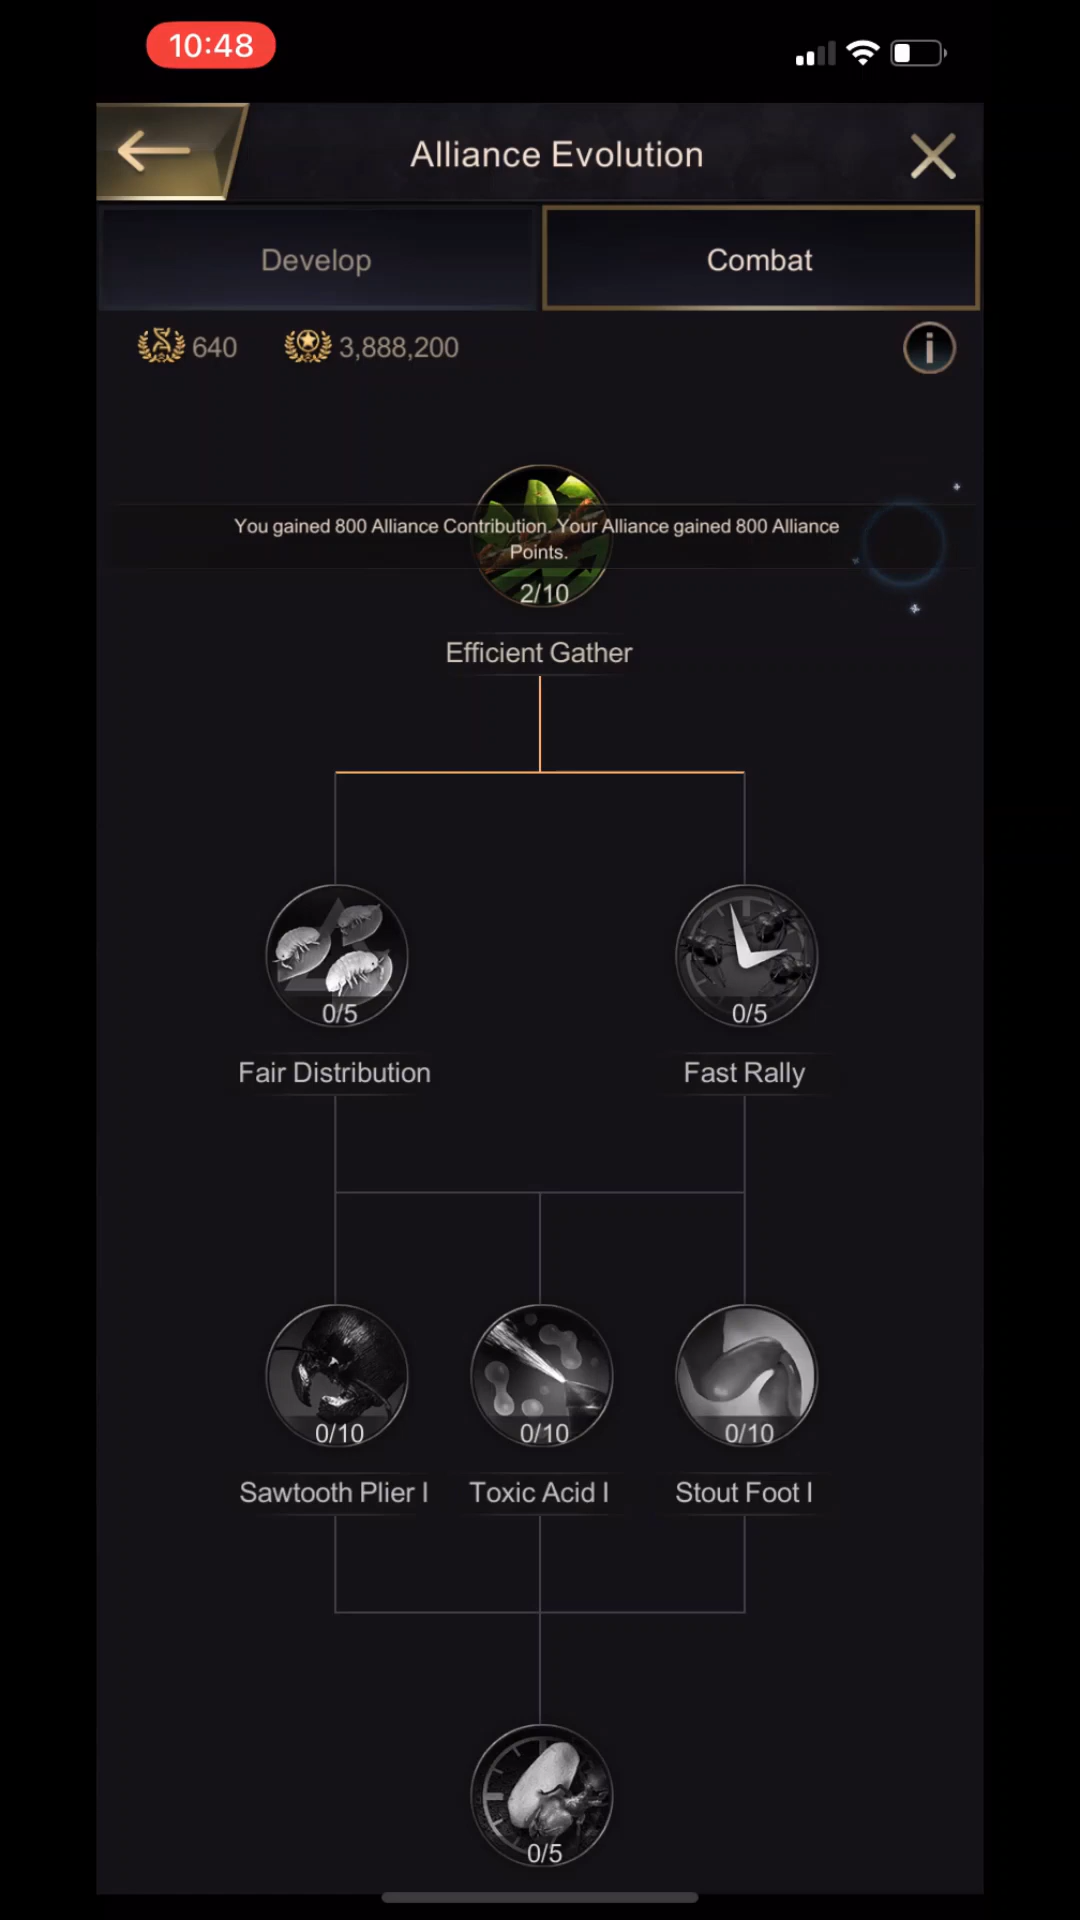 10:48
Alliance Evolution
Develop
Combat
640
3,888,200
You gained 800 Alliance Contribution. Your Alliance gained 800 Alliance
Points.
2/10
Efficient Gather
0/5
0/5
Fair Distribution
Fast Rally
0/10
0/10
0/10
Sawtooth Plier I
Toxic Acid I
Stout Foot I
0/5